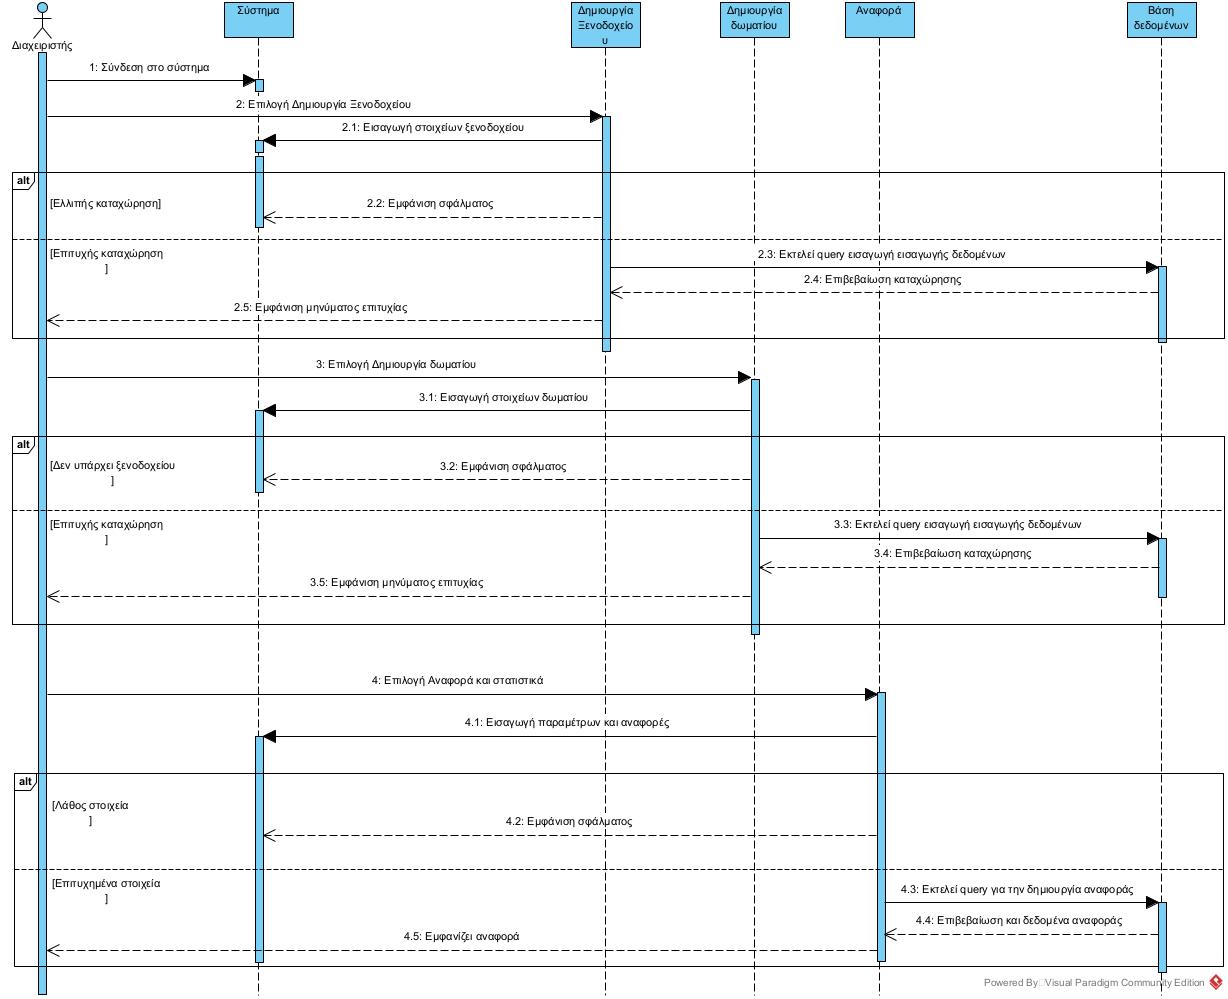 Διαχειριστής
Σύστημα
Δημιουργία
Ξενοδοχείο
υ
Δημιουργία
δωματίου
Αναφορά
Βάση
δεδομένων
1: Σύνδεση στο σύστημα
2: Επιλογή Δημιουργία Ξενοδοχείου
2.1: Εισαγωγή στοιχείων ξενοδοχείου
alt
[Ελλιπής καταχώρηση]
2.2: Εμφάνιση σφάλματος
[Επιτυχής καταχώρηση
]
2.3: Εκτελεί query εισαγωγή εισαγωγής δεδομένων
2.4: Επιβεβαίωση καταχώρησης
2.5: Εμφάνιση μηνύματος επιτυχίας
3: Επιλογή Δημιουργία δωματίου
3.1: Εισαγωγή στοιχείων δωματίου
alt
[Δεν υπάρχει ξενοδοχείου
]
3.2: Εμφάνιση σφάλματος
[Επιτυχής καταχώρηση
]
3.3: Εκτελεί query εισαγωγή εισαγωγής δεδομένων
3.4: Επιβεβαίωση καταχώρησης
3.5: Εμφάνιση μηνύματος επιτυχίας
4: Επιλογή Αναφορά και στατιστικά
4.1: Εισαγωγή παραμέτρων και αναφορές
alt
[Λάθος στοιχεία
]
4.2: Εμφάνιση σφάλματος
[Επιτυχημένα στοιχεία
]
4.3: Εκτελεί query για την δημιουργία αναφοράς
4.4: Επιβεβαίωση και δεδομένα αναφοράς
4.5: Εμφανίζει αναφορά
Powered By Visual Paradigm Community Edition